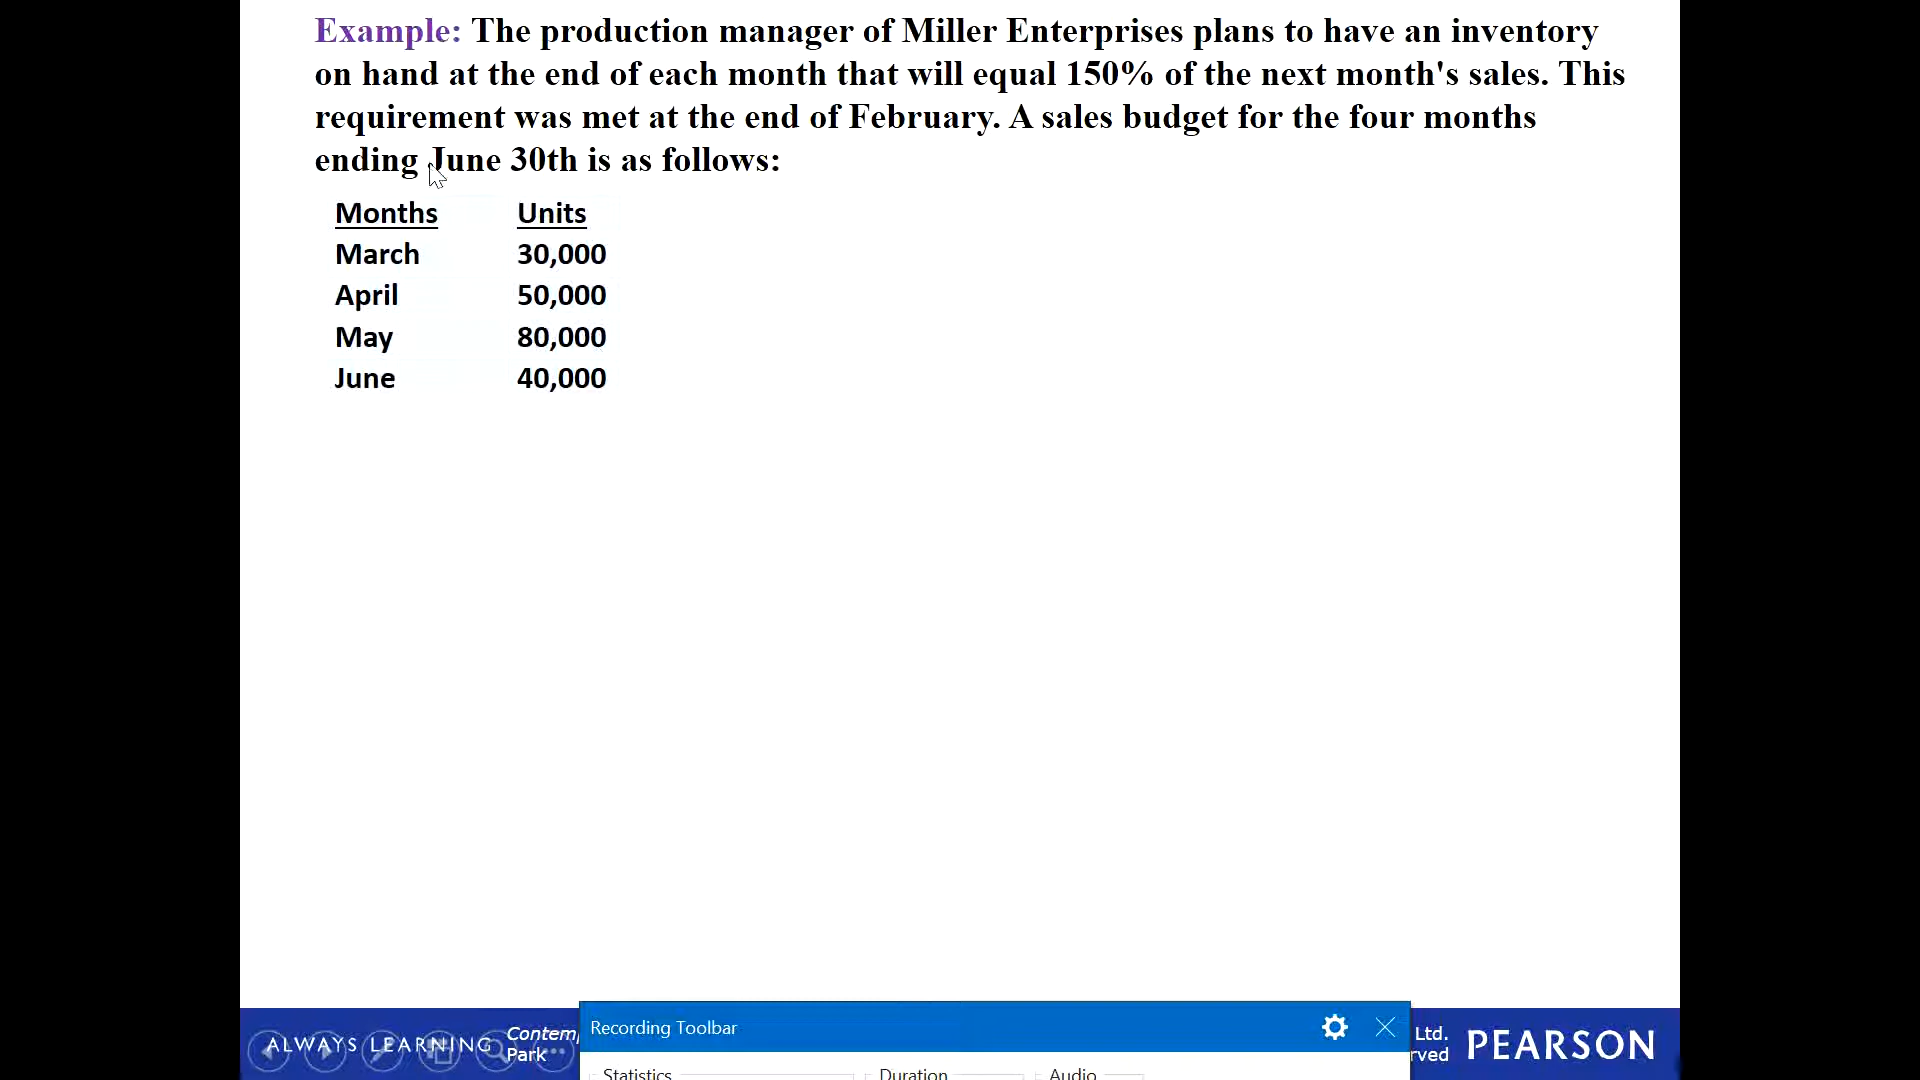 Example: The production manager of Miller Enterprises plans to have an inventory
on hand at the end of each month that will equal 150% of the next month's sales. This
requirement was met at the end of February. A sales budget for the four months
ending June 30th is as follows:
Months Units
March 30,000
April 50,000
May 80,000
June 40,000
ALWAYS LEARNING
Park
Recording Toolbar
Statistics Duration Audio
Ltd.
PEARSON